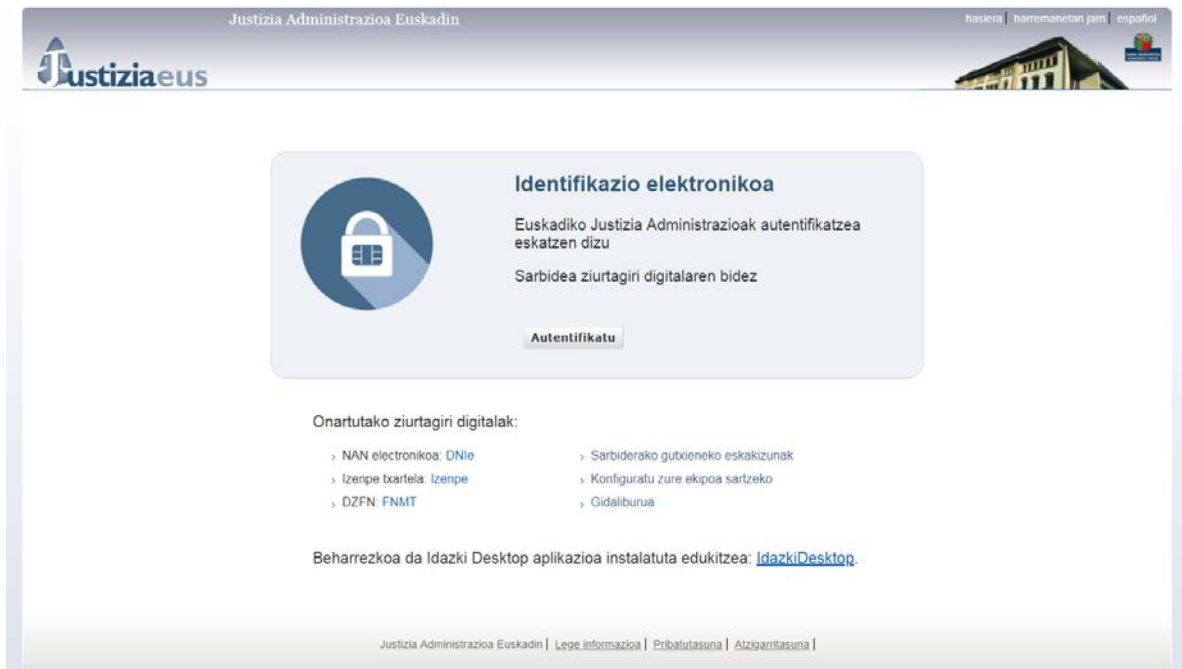 Justizia Administrazioa Euskadin
hasiera | harremanetan jarri | español
Justiziaeus
Identifikazio elektronikoa
Euskadiko Justizia Administrazioak autentifikatzea
eskatzen dizu
Sarbidea ziurtagiri digitalaren bidez
Autentifikatu
Onartutako ziurtagiri digitalak:
› NAN electronikoa: DNIe
› Izenpe txartela: Izenpe
› DZFN: FNMT
› Sarbiderako gutxieneko eskakizunak
› Konfiguratu zure ekipoa sartzeko
› Gidaliburua
Beharrezkoa da Idazki Desktop aplikazioa instalatuta edukitzea: IdazkiDesktop.
Justizia Administrazioa Euskadin | Lege informazioa | Pribatutasuna | Atzigarritasuna |